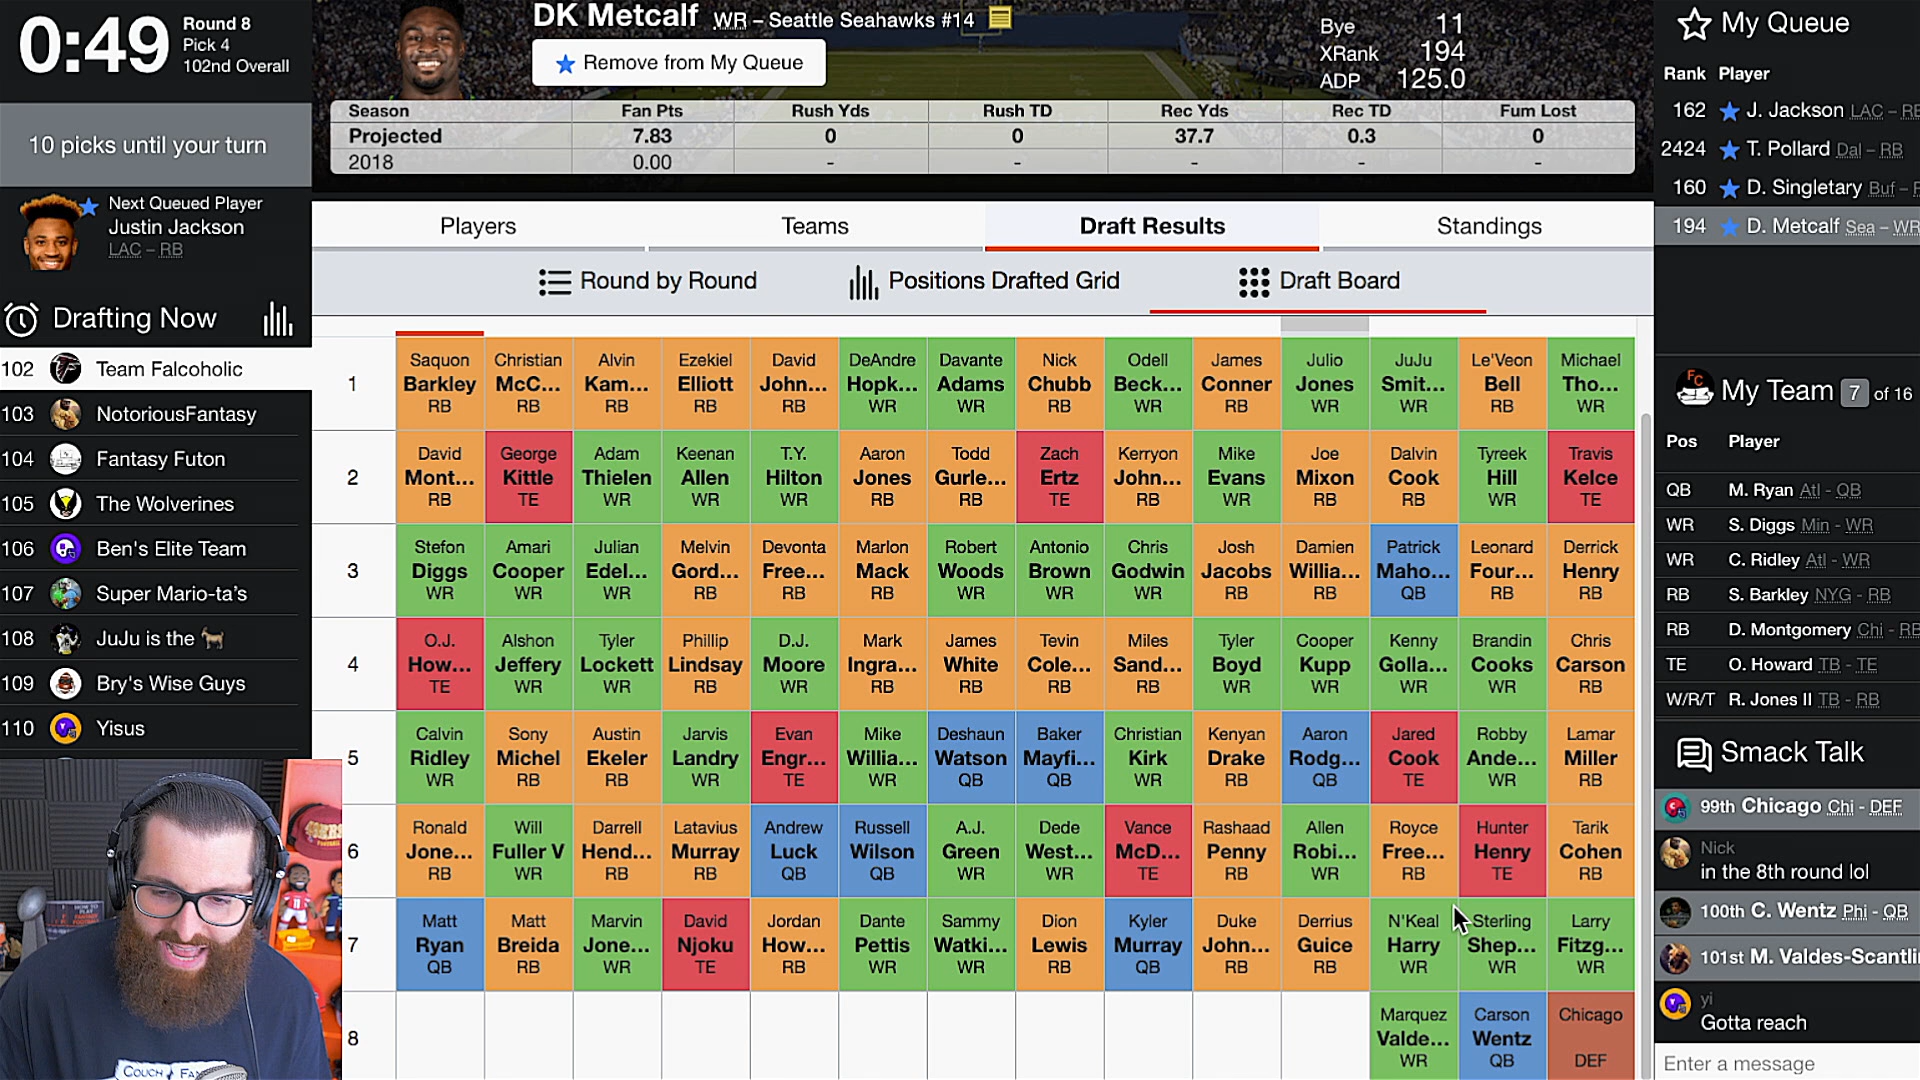 0:49
Round 8
Pick 4
102nd Overall
10 picks until your turn
Next Queued Player
Justin Jackson
LAC – RB
Drafting Now
102 Team Falcoholic
103 NotoriousFantasy
104 Fantasy Futon
105 The Wolverines
106 Ben's Elite Team
107 Super Mario-ta's
108 JuJu is the 🐐
109 Bry's Wise Guys
110 Yisus
DK Metcalf WR – Seattle Seahawks #14
Remove from My Queue
Bye 11
XRank 194
ADP 125.0
Season Fan Pts Rush Yds Rush TD Rec Yds Rec TD Fum Lost
Projected 7.83 0 0 37.7 0.3 0
2018 0.00 - - - - -
Players Teams Draft Results Standings
Round by Round Positions Drafted Grid Draft Board
Saquon Christian Alvin Ezekiel David DeAndre Davante Nick Odell James Julio JuJu Le'Veon Michael
1 Barkley McC... Kam... Elliott John... Hopk... Adams Chubb Beck... Conner Jones Smit... Bell Tho...
RB RB RB RB RB WR WR RB WR RB WR WR RB WR
David George Adam Keenan T.Y. Aaron Todd Zach Kerryon Mike Joe Dalvin Tyreek Travis
2 Mont... Kittle Thielen Allen Hilton Jones Gurle... Ertz John... Evans Mixon Cook Hill Kelce
RB TE WR WR WR RB RB TE RB WR RB RB WR TE
Stefon Amari Julian Melvin Devonta Marlon Robert Antonio Chris Josh Damien Patrick Leonard Derrick
3 Diggs Cooper Edel... Gord... Free... Mack Woods Brown Godwin Jacobs Willia... Maho... Four... Henry
WR WR WR RB RB RB WR WR WR RB RB QB RB RB
O.J. Alshon Tyler Phillip D.J. Mark James Tevin Miles Tyler Cooper Kenny Brandin Chris
4 How... Jeffery Lockett Lindsay Moore Ingra... White Cole... Sand... Boyd Kupp Golla... Cooks Carson
TE WR WR RB WR RB RB RB RB WR WR WR WR RB
Calvin Sony Austin Jarvis Evan Mike Deshaun Baker Christian Kenyan Aaron Jared Robby Lamar
5 Ridley Michel Ekeler Landry Engr... Willia... Watson Mayfi... Kirk Drake Rodg... Cook Ande... Miller
WR RB RB WR TE WR QB QB WR RB QB TE WR RB
Ronald Will Darrell Latavius Andrew Russell A.J. Dede Vance Rashaad Allen Royce Hunter Tarik
6 Jone... Fuller V Hend... Murray Luck Wilson Green West... McD... Penny Robi... Free... Henry Cohen
RB WR RB RB QB QB WR WR TE RB WR RB TE RB
Matt Matt Marvin David Jordan Dante Sammy Dion Kyler Duke Derrius N'Keal Sterling Larry
7 Ryan Breida Jone... Njoku How... Pettis Watki... Lewis Murray John... Guice Harry Shep... Fitzg...
QB RB WR TE RB WR WR RB QB RB RB WR WR WR
Marquez Carson Chicago
8 Valde... Wentz
WR QB DEF
My Queue
Rank Player
162 J. Jackson LAC – RB
2424 T. Pollard Dal – RB
160 D. Singletary Buf –
194 D. Metcalf Sea – WR
My Team 7 of 16
Pos Player
QB M. Ryan Atl - QB
WR S. Diggs Min - WR
WR C. Ridley Atl - WR
RB S. Barkley NYG - RB
RB D. Montgomery Chi - RB
TE O. Howard TB - TE
W/R/T R. Jones II TB - RB
Smack Talk
99th Chicago Chi - DEF
Nick
in the 8th round lol
100th C. Wentz Phi - QB
101st M. Valdes-Scantli
yi
Gotta reach
Enter a message
COUCH